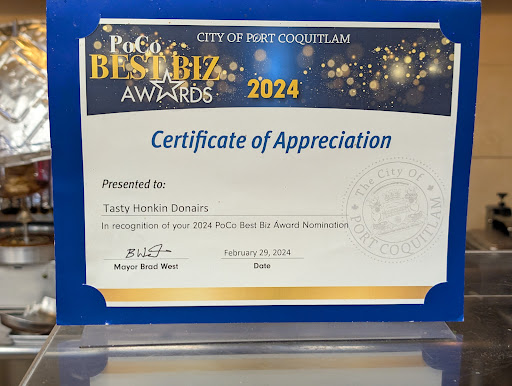 CITY OF PORT COQUITLAM
PoCo
BEST BIZ
AWARDS
2024
Certificate of Appreciation
Presented to:
Tasty Honkin Donairs
In recognition of your 2024 PoCo Best Biz Award Nomination
February 29, 2024
Mayor Brad West
Date
The City Of
PORT COQUITLAM